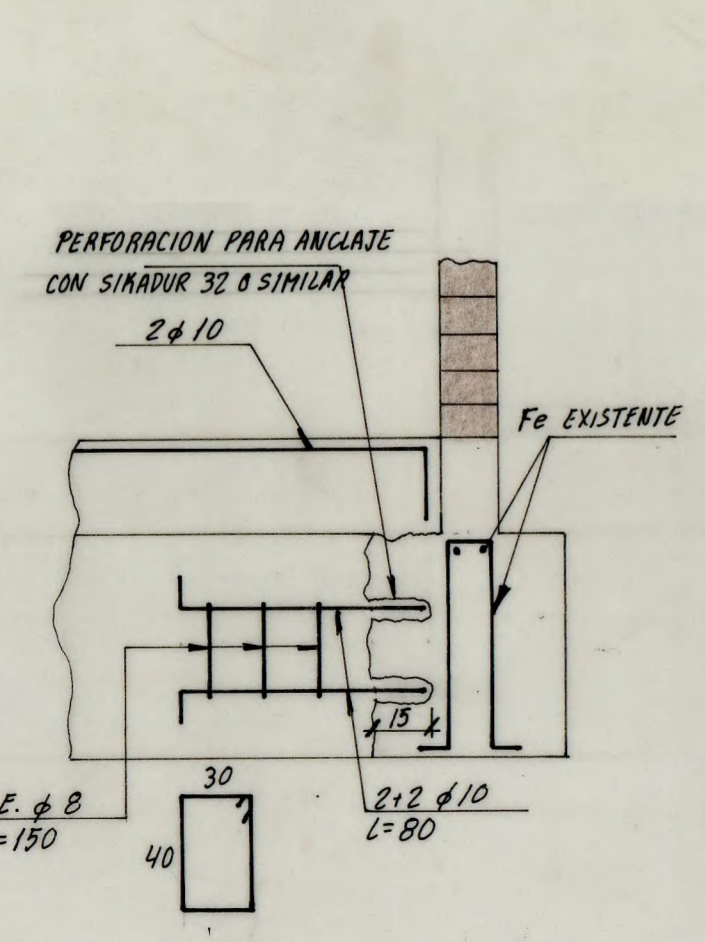 PERFORACION PARA ANCLAJE
CON SIKADUR 32 O SIMILAR
2 ϕ 10
Fe EXISTENTE
15
30
E. ϕ 8
=150
40
2+2 ϕ10
L=80